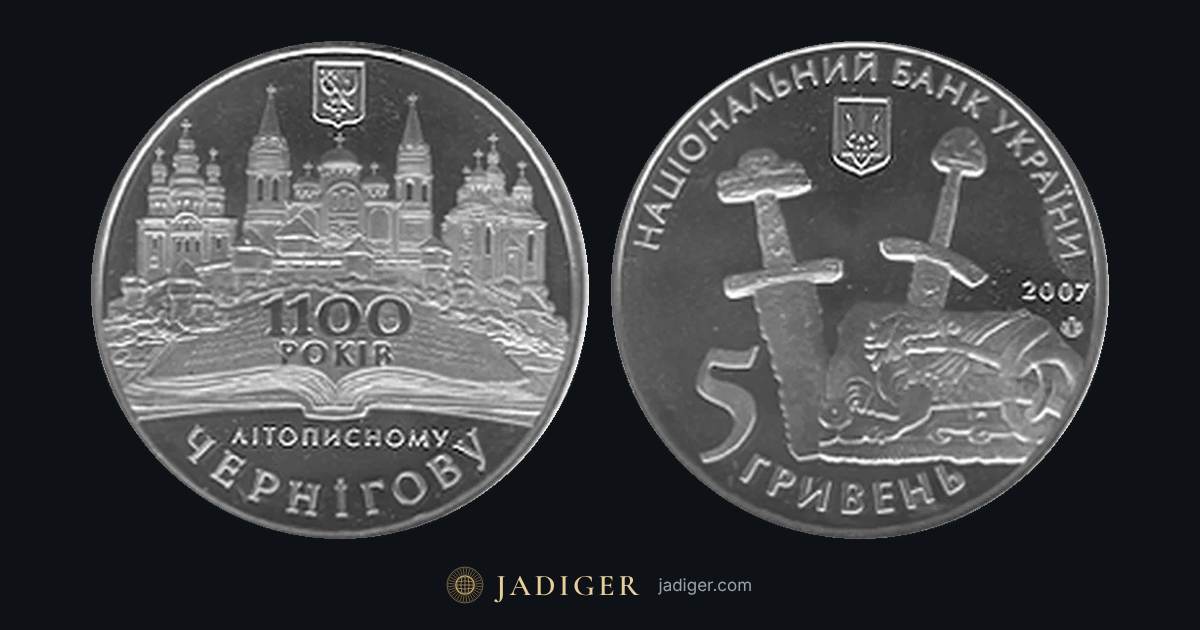 1100
РОКІВ
ЛІТОПИСНОМУ
ЧЕРНІГОВУ
НАЦІОНАЛЬНИЙ БАНК УКРАЇНИ
2007
5
ГРИВЕНЬ
JADIGER jadiger.com